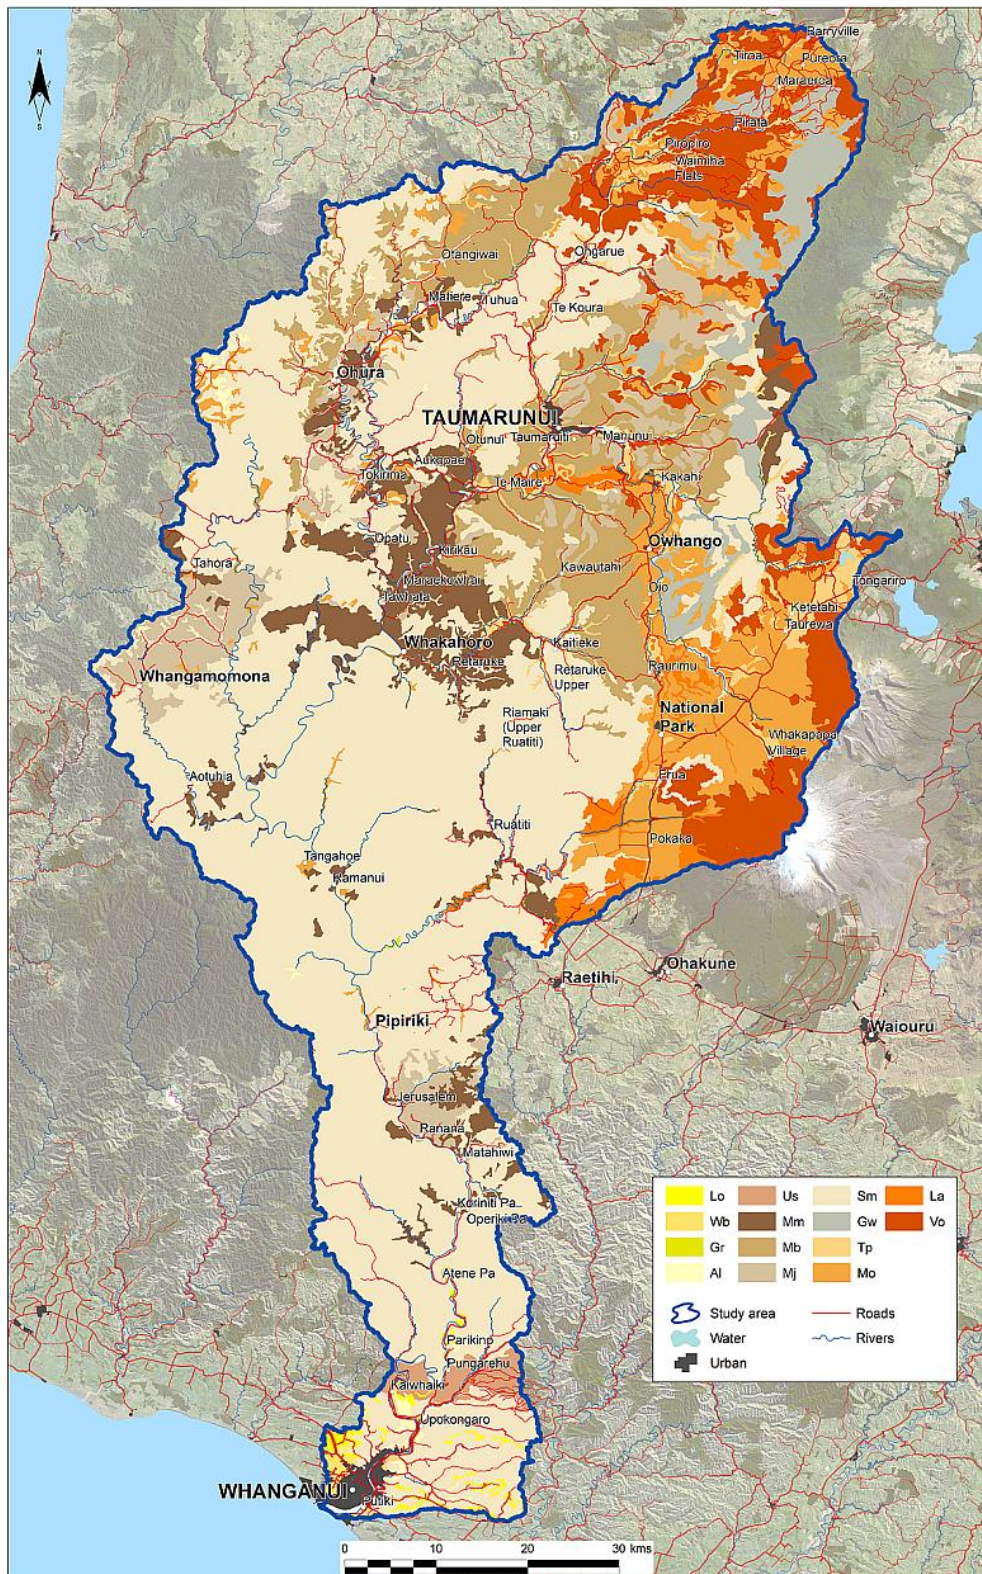 N
S
Barryville
Tiroa
Pureora
Maraeroa
Pirata
Piropiro
Waimiha
Flats
Otangiwai
Ongarue
Matiere
Tuhua
Te Koura
Ohura
TAUMARUNUI
Otunui
Taumaruiti
Manunu
Aukopae
Tokirima
Te Maire
Kakahi
Opatu
Kirikau
Owhango
Tahora
Kawautahi
Maraekowhai
Tawhata
Oio
Tongariro
Ketetahi
Taurewa
Whakahoro
Kaitieke
Retaruke
Whangamomona
Retaruke
Upper
Raurimu
Riamaki
(Upper
Ruatiti)
National
Park
Whakapapa
Village
Aotuhia
Erua
Ruatiti
Pokaka
Tangahoe
Ramanui
Raetihi
Ohakune
Pipiriki
Waiouru
Jerusalem
Ranana
Matahiwi
Koriniti Pa
Operiki Pa
Atene Pa
Parikino
Pungarehu
Kaiwhaiki
Upokongaro
WHANGANUI
Putiki
Lo Us Sm La
Wb Mm Gw Vo
Gr Mb Tp
Al Mj Mo
Study area Roads
Water Rivers
Urban
0 10 20 30 kms